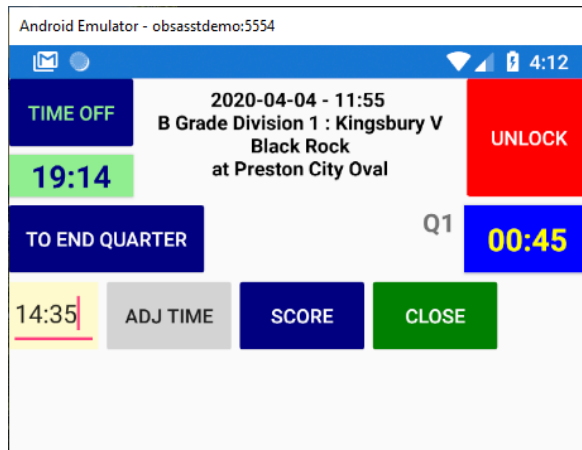 Android Emulator - obsasstdemo:5554
4:12
TIME OFF
2020-04-04 - 11:55
B Grade Division 1 : Kingsbury V
Black Rock
at Preston City Oval
UNLOCK
19:14
TO END QUARTER
Q1
00:45
14:35
ADJ TIME
SCORE
CLOSE